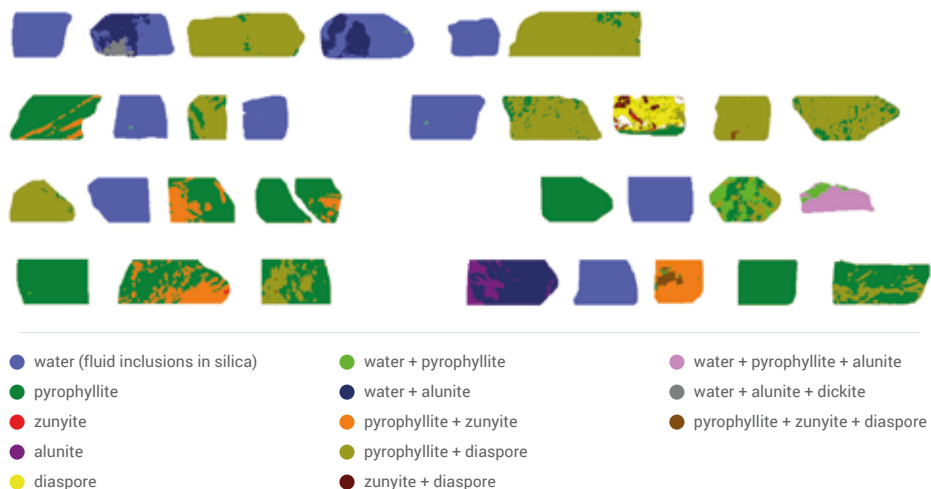 water (fluid inclusions in silica)
pyrophyllite
zunyite
alunite
diaspore
water + pyrophyllite
water + alunite
pyrophyllite + zunyite
pyrophyllite + diaspore
zunyite + diaspore
water + pyrophyllite + alunite
water + alunite + dickite
pyrophyllite + zunyite + diaspore